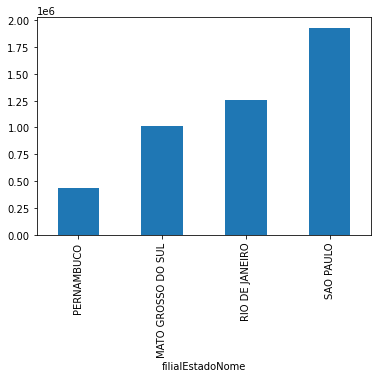 1e6
2.00
1.75
1.50
1.25
1.00
0.75
0.50
0.25
0.00
PERNAMBUCO
MATO GROSSO DO SUL
RIO DE JANEIRO
SAO PAULO
filialEstadoNome